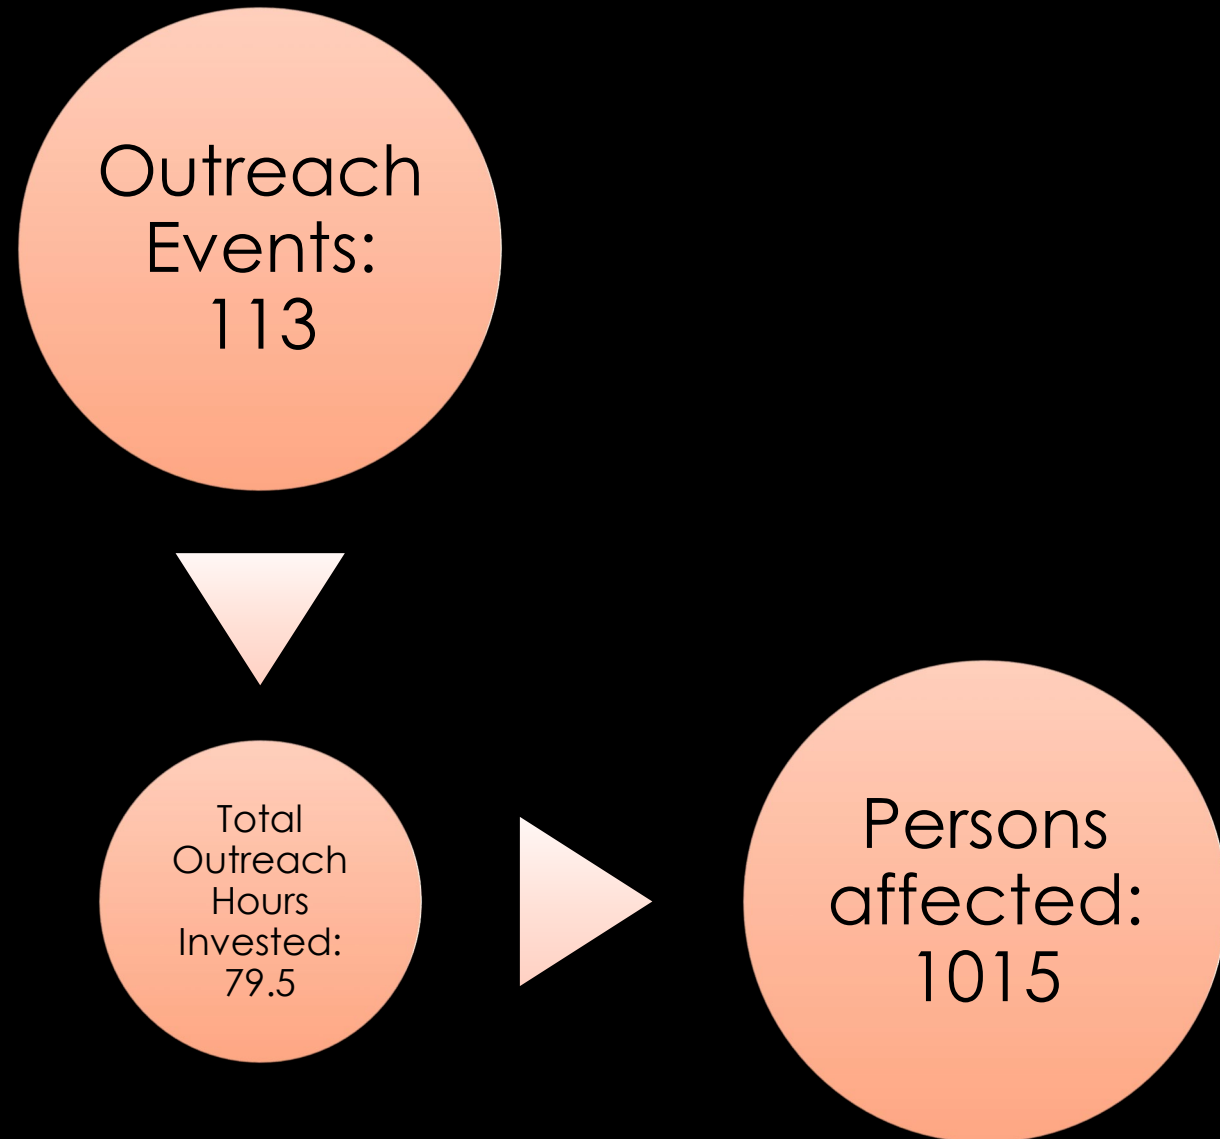 Outreach
Events:
113
Total
Outreach
Hours
Invested:
79.5
Persons
affected:
1015